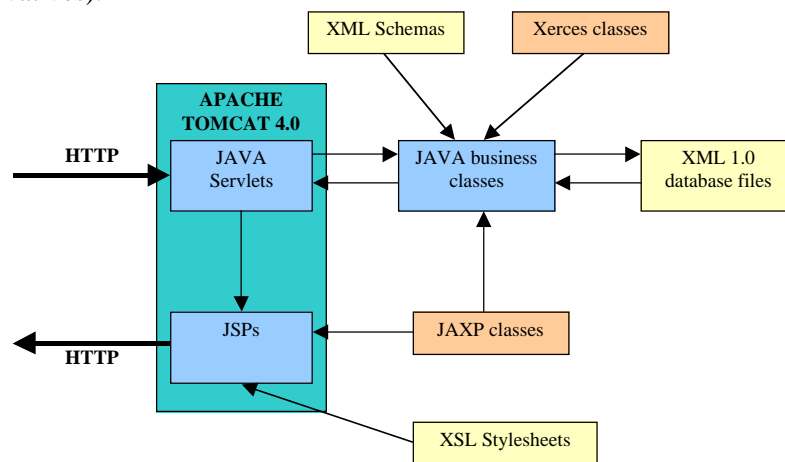 XML Schemas
Xerces classes
APACHE
TOMCAT 4.0
HTTP
JAVA
Servlets
JAVA business
classes
XML 1.0
database files
JSPs
JAXP classes
HTTP
XSL Stylesheets